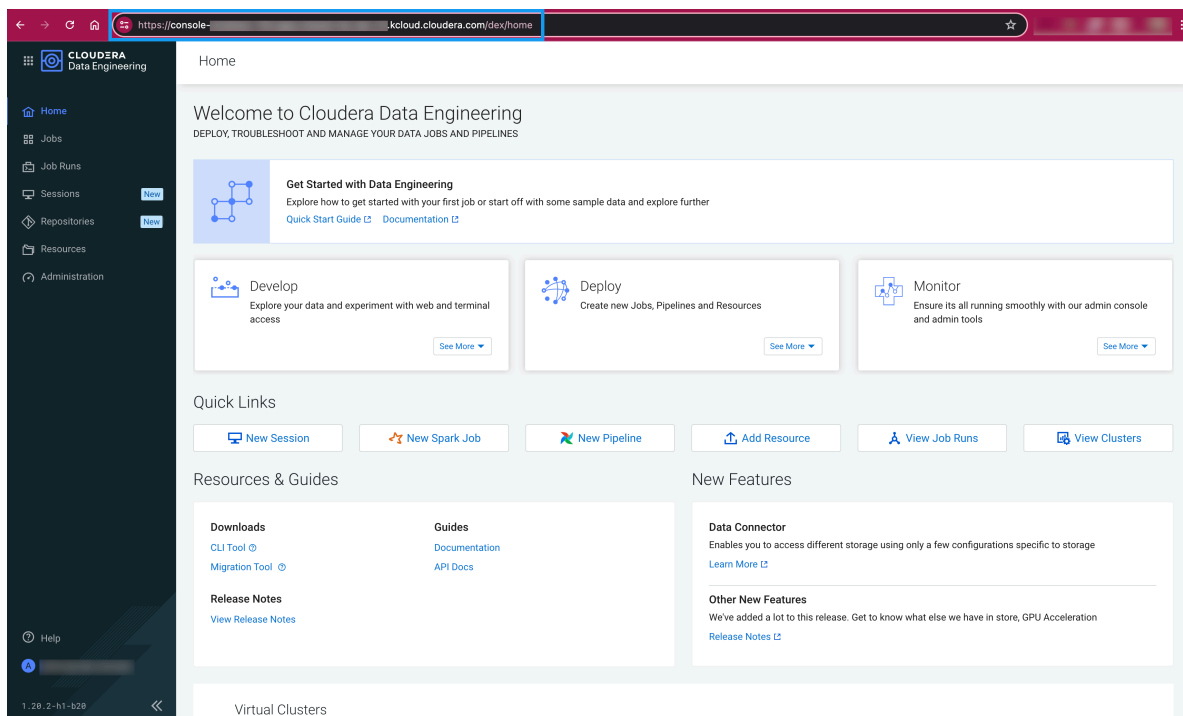 https://console- .kcloud.cloudera.com/dex/home
CLOUDERA
Data Engineering
Home
Home
Jobs
Job Runs
Sessions New
Repositories New
Resources
Administration
Help
A
1.20.2-h1-b20
Welcome to Cloudera Data Engineering
DEPLOY, TROUBLESHOOT AND MANAGE YOUR DATA JOBS AND PIPELINES
Get Started with Data Engineering
Explore how to get started with your first job or start off with some sample data and explore further
Quick Start Guide Documentation
Develop
Explore your data and experiment with web and terminal
access
See More
Deploy
Create new Jobs, Pipelines and Resources
See More
Monitor
Ensure its all running smoothly with our admin console
and admin tools
See More
Quick Links
New Session New Spark Job New Pipeline Add Resource View Job Runs View Clusters
Resources & Guides
Downloads
CLI Tool
Migration Tool
Guides
Documentation
API Docs
Release Notes
View Release Notes
New Features
Data Connector
Enables you to access different storage using only a few configurations specific to storage
Learn More
Other New Features
We've added a lot to this release. Get to know what else we have in store, GPU Acceleration
Release Notes
Virtual Clusters